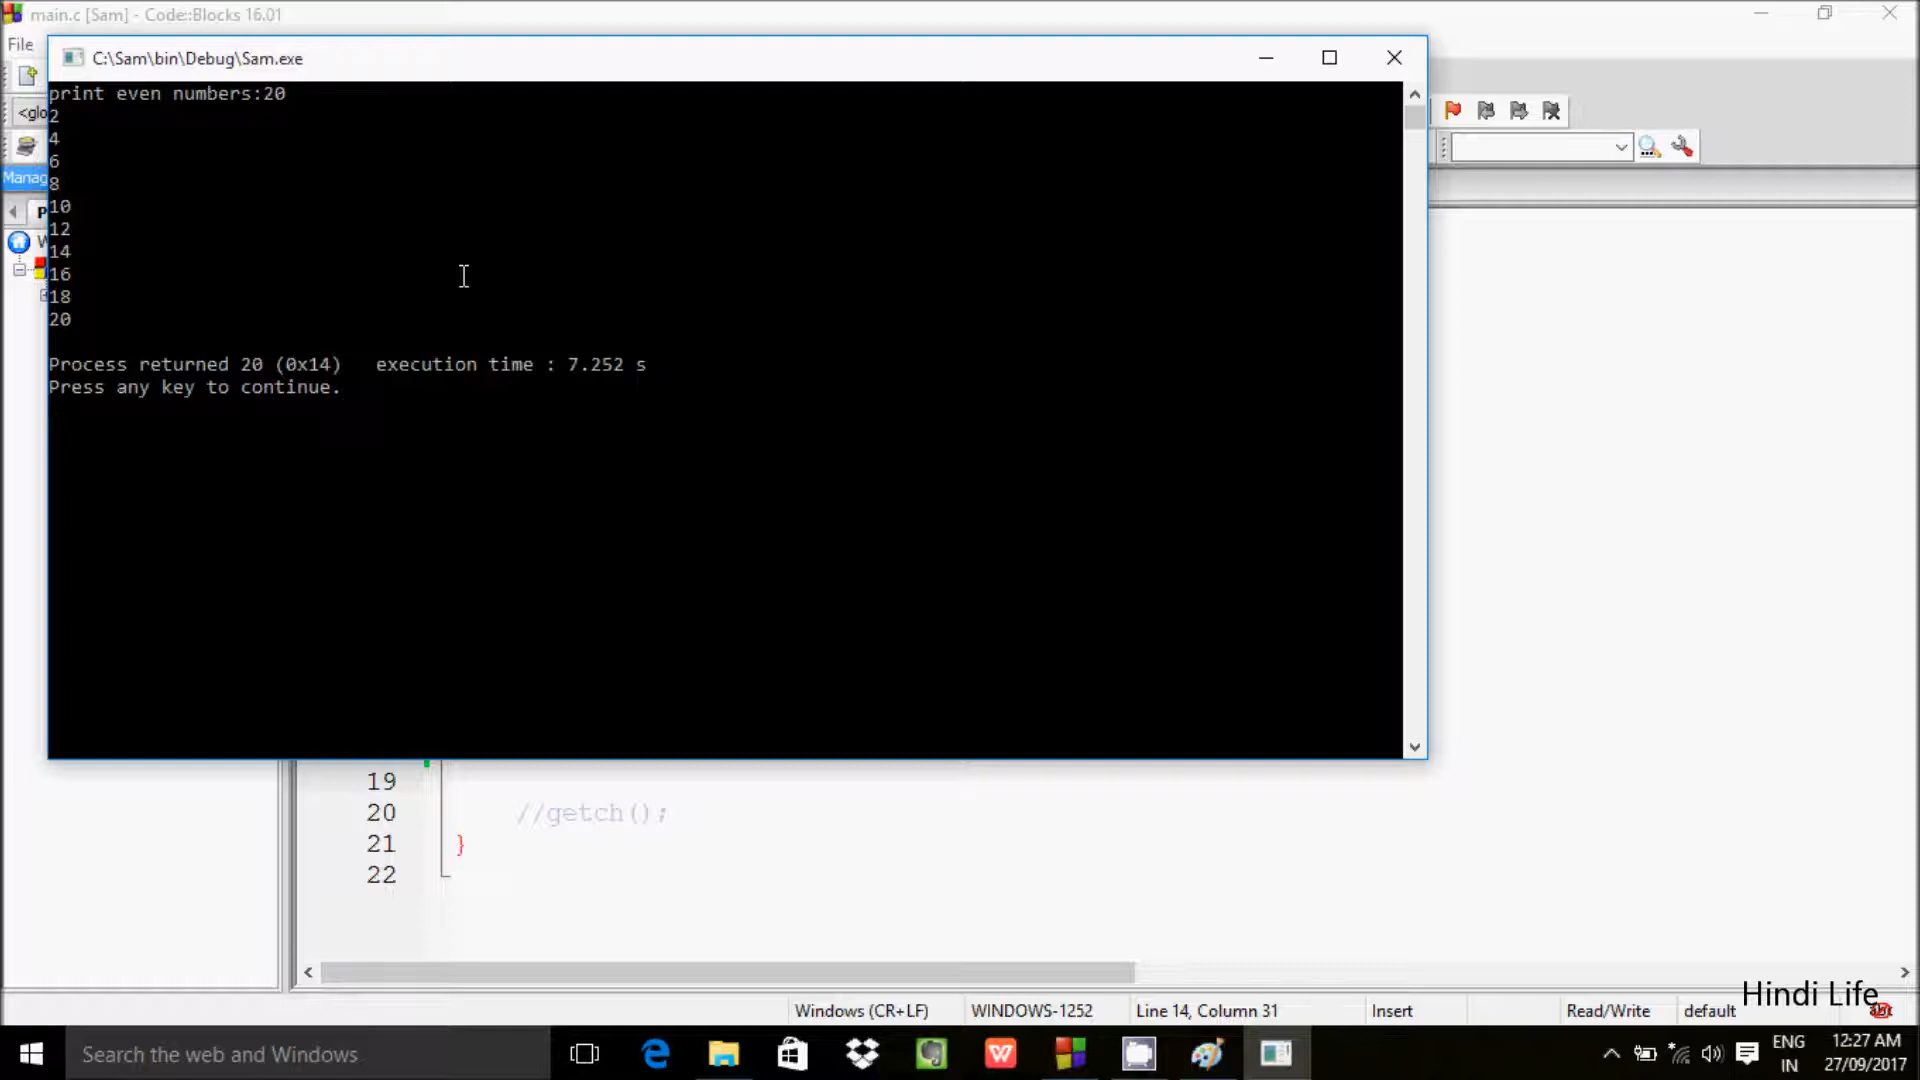 main.c [Sam] - Code::Blocks 16.01
File
C:\Sam\bin\Debug\Sam.exe
<glo
Manag
P
W
print even numbers:20
2
4
6
8
10
12
14
16
18
20
Process returned 20 (0x14)   execution time : 7.252 s
Press any key to continue.
19
20 //getch();
21 }
22
Hindi Life
Windows (CR+LF) WINDOWS-1252 Line 14, Column 31 Insert Read/Write default
Search the web and Windows
ENG
IN
12:27 AM
27/09/2017